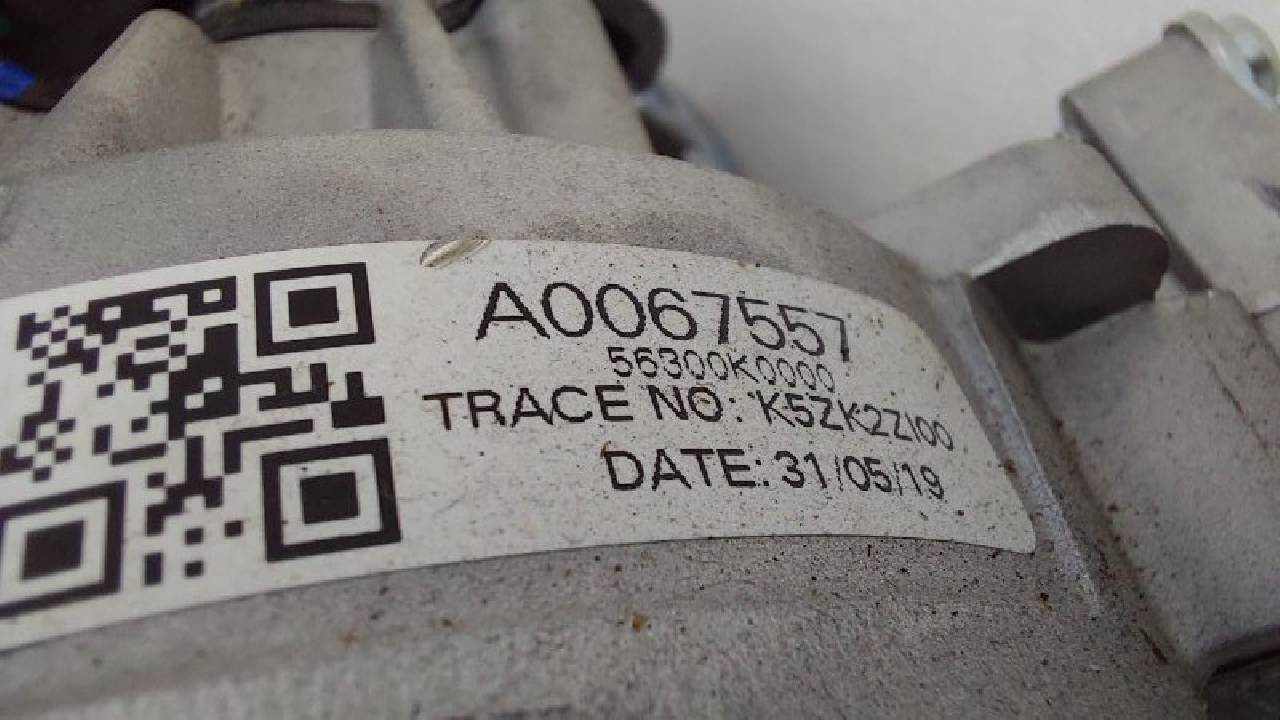 A0067557
56300K0000
TRACE NO: K5ZK2ZI00
DATE: 31/05/19